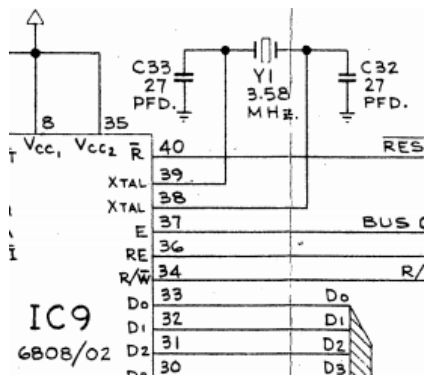 C33
27
PFD.
Y1
3.58
MHZ.
C32
27
PFD.
8
35
VCC1
VCC2
R̅
40
R̅E̅S̅
XTAL
39
XTAL
38
E
37
BUS
RE
36
R/W̅
34
R/
IC9
6808/02
D0
33
D0
D1
32
D1
D2
31
D2
30
D3